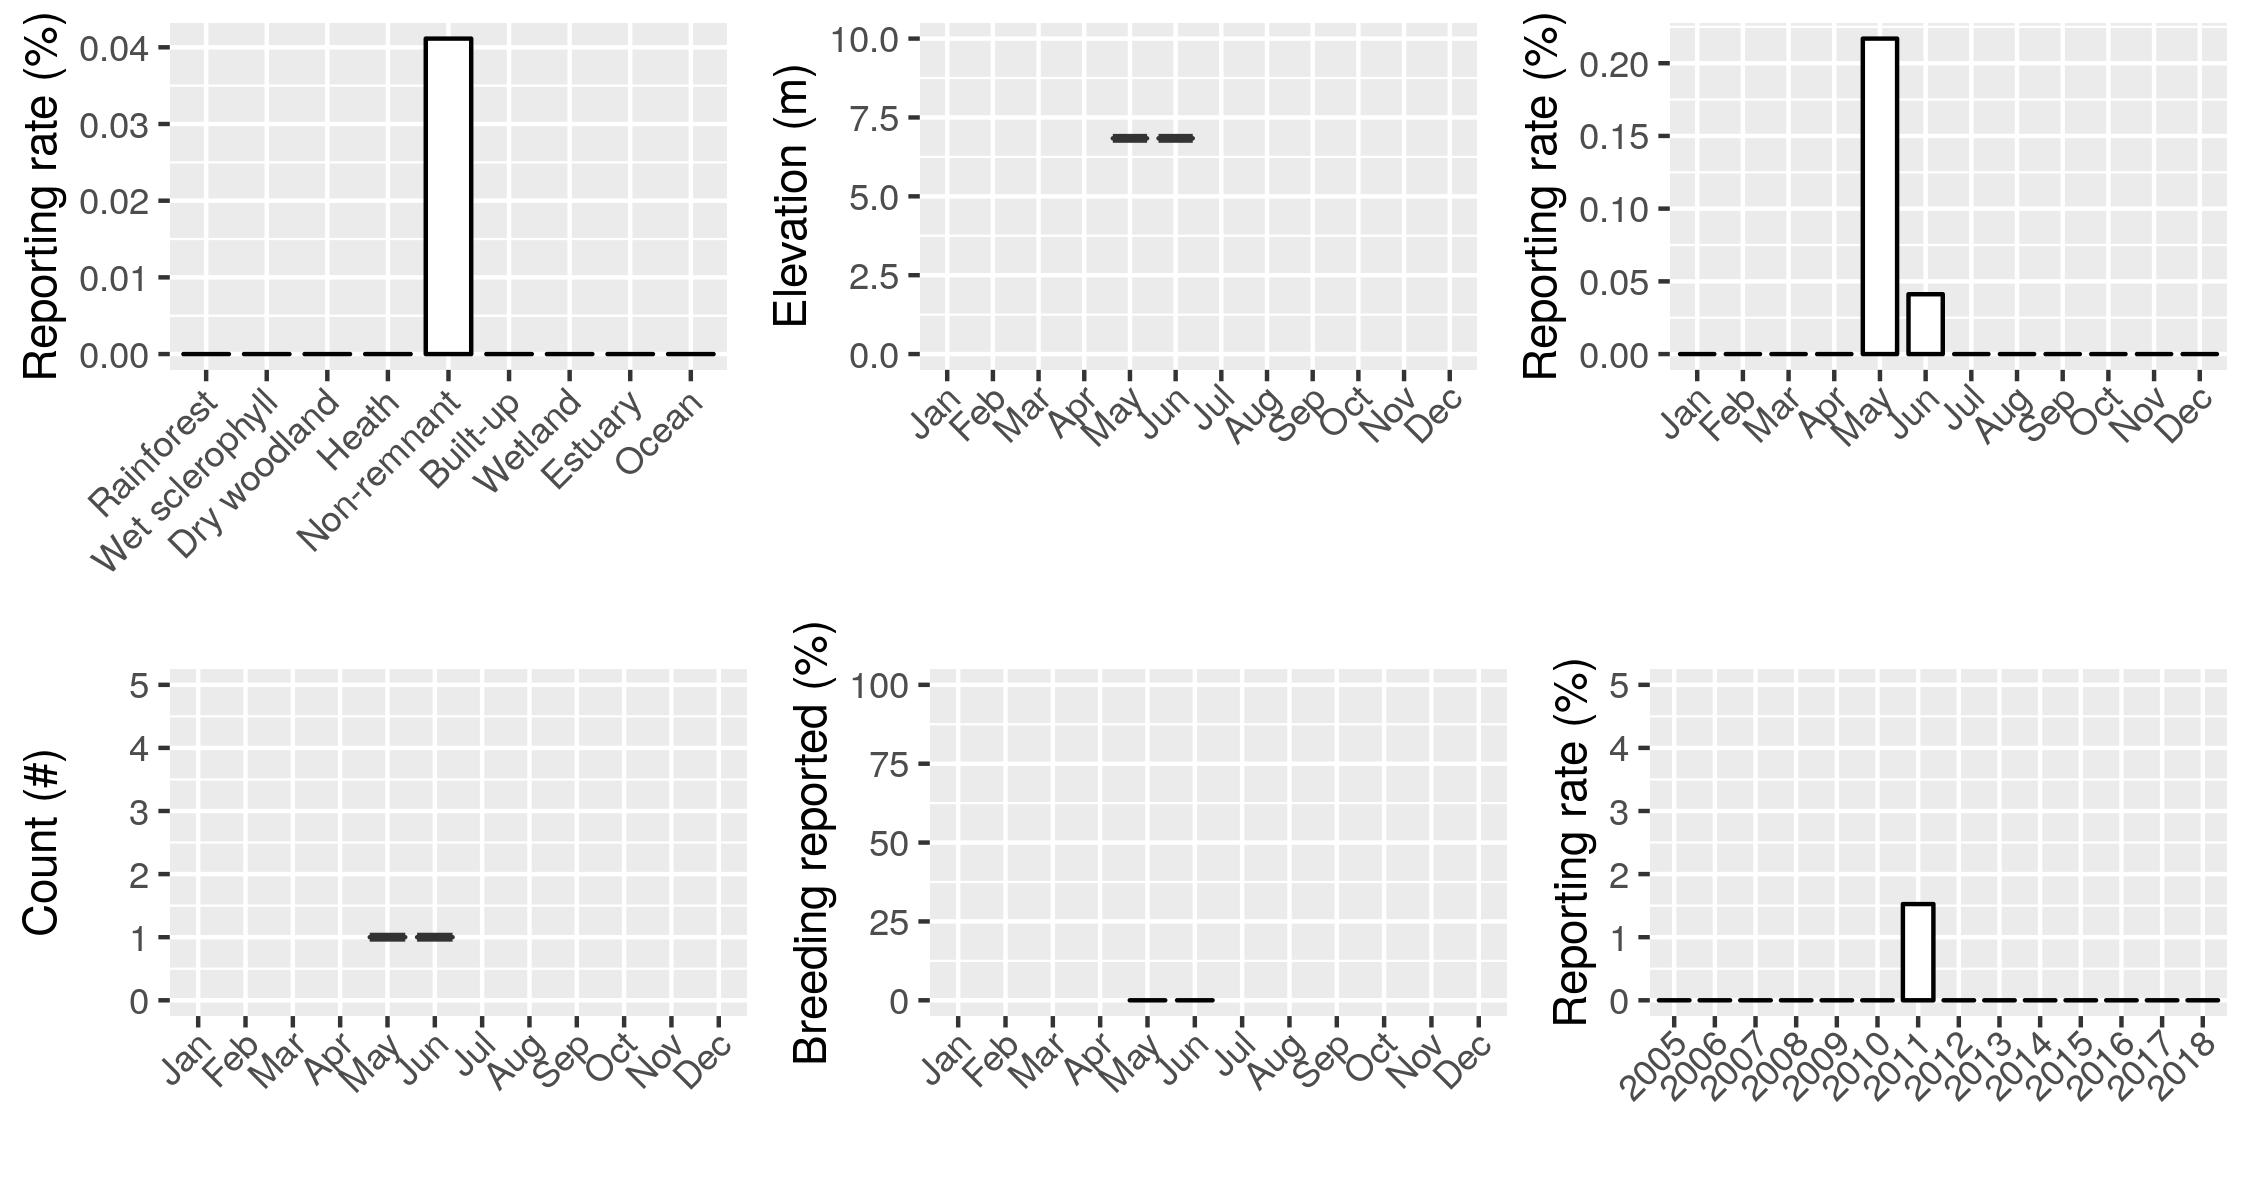 Reporting rate (%)
0.04
0.03
0.02
0.01
0.00
Rainforest
Wet sclerophyll
Dry woodland
Heath
Non-remnant
Built-up
Wetland
Estuary
Ocean
Elevation (m)
10.0
7.5
5.0
2.5
0.0
Jan
Feb
Mar
Apr
May
Jun
Jul
Aug
Sep
Oct
Nov
Dec
Reporting rate (%)
0.20
0.15
0.10
0.05
0.00
Jan
Feb
Mar
Apr
May
Jun
Jul
Aug
Sep
Oct
Nov
Dec
Count (#)
5
4
3
2
1
0
Jan
Feb
Mar
Apr
May
Jun
Jul
Aug
Sep
Oct
Nov
Dec
Breeding reported (%)
100
75
50
25
0
Jan
Feb
Mar
Apr
May
Jun
Jul
Aug
Sep
Oct
Nov
Dec
Reporting rate (%)
5
4
3
2
1
0
2005
2006
2007
2008
2009
2010
2011
2012
2013
2014
2015
2016
2017
2018